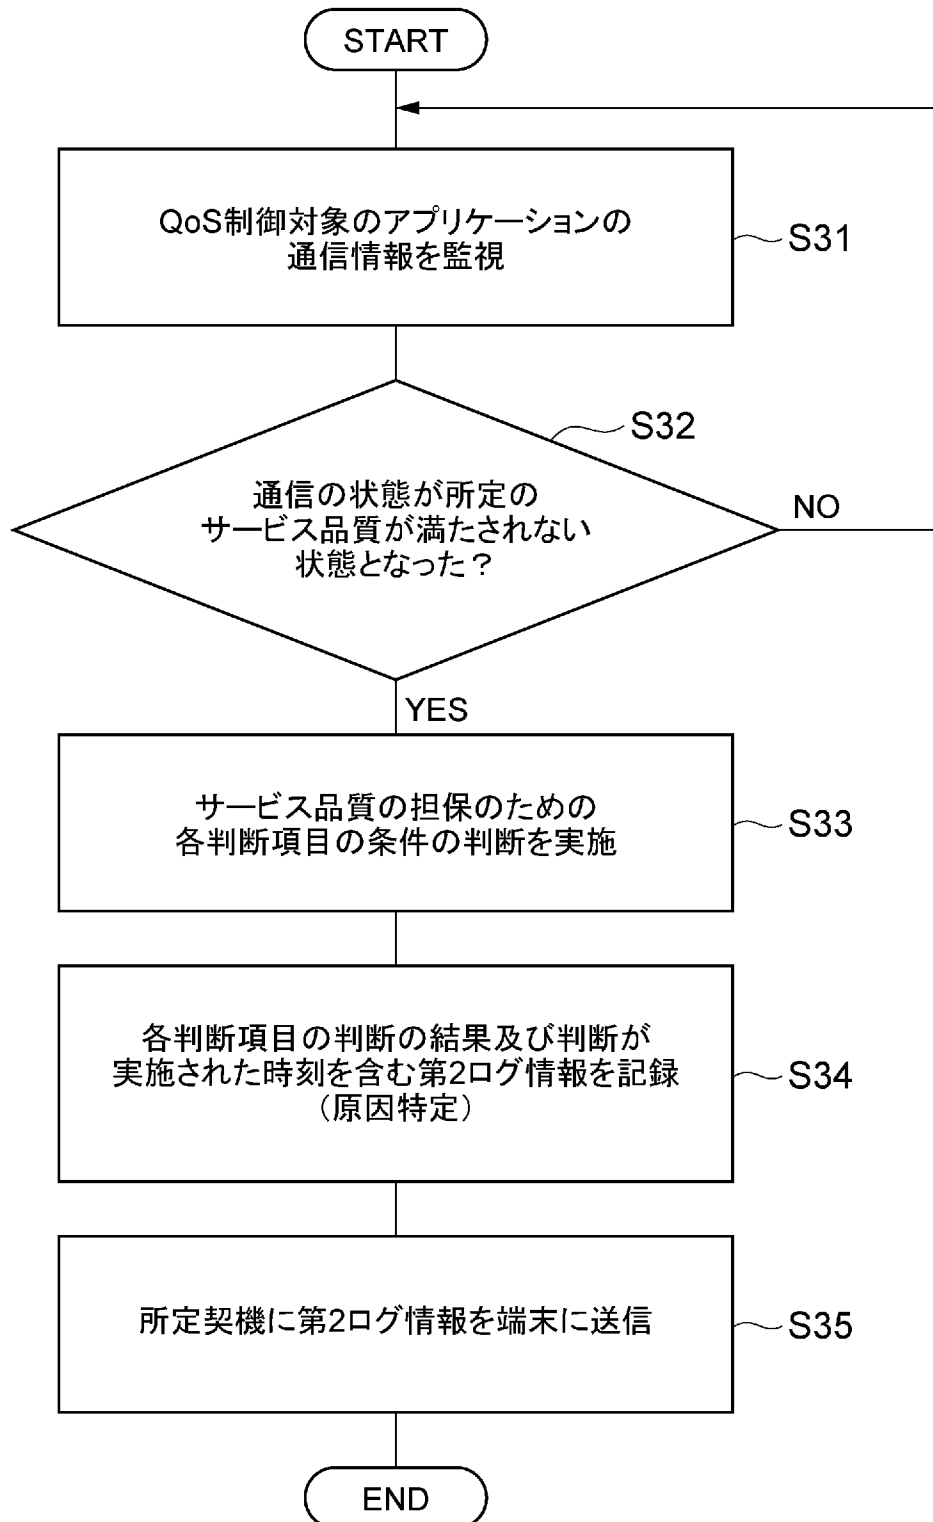 START
QoS制御対象のアプリケーションの
通信情報を監視
S31
S32
通信の状態が所定の
サービス品質が満たされない
状態となった？
NO
YES
サービス品質の担保のための
各判断項目の条件の判断を実施
S33
各判断項目の判断の結果及び判断が
実施された時刻を含む第2ログ情報を記録
（原因特定）
S34
所定契機に第2ログ情報を端末に送信
S35
END